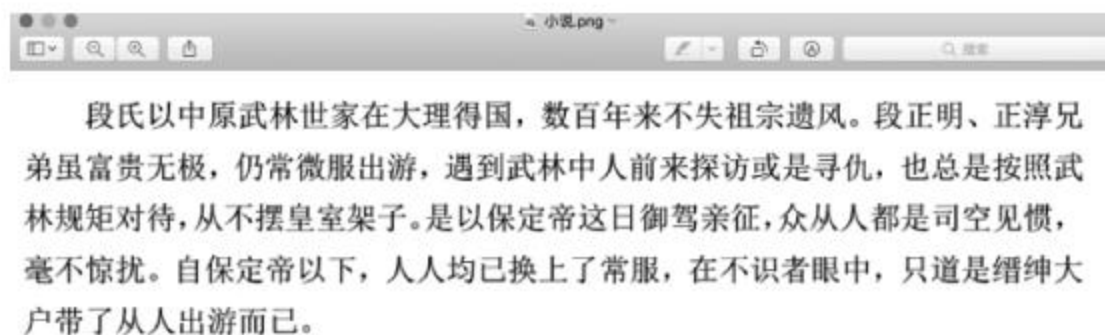 小说.png
搜索
段氏以中原武林世家在大理得国，数百年来不失祖宗遗风。段正明、正淳兄
弟虽富贵无极，仍常微服出游，遇到武林中人前来探访或是寻仇，也总是按照武
林规矩对待，从不摆皇室架子。是以保定帝这日御驾亲征，众从人都是司空见惯，
毫不惊扰。自保定帝以下，人人均已换上了常服，在不识者眼中，只道是缙绅大
户带了从人出游而已。